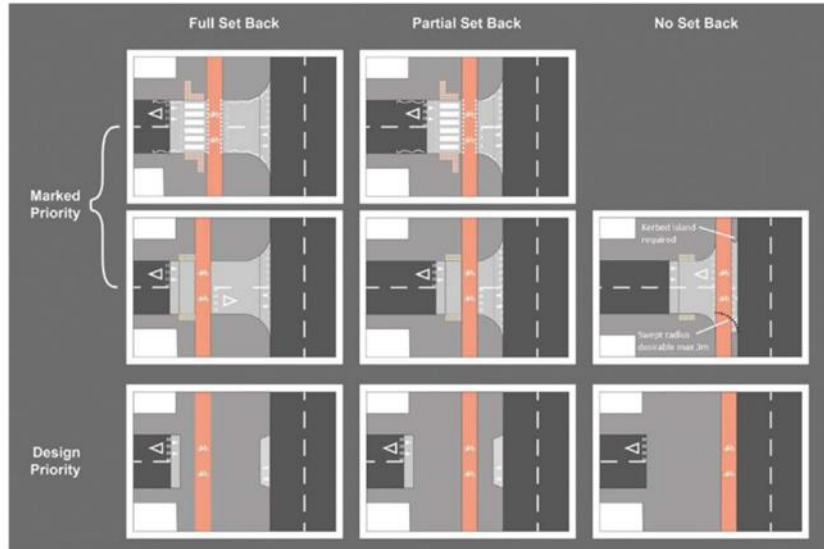 Full Set Back
Partial Set Back
No Set Back
Marked
Priority
Kerbed island
required
Swept radius
desirable max 3m
Design
Priority